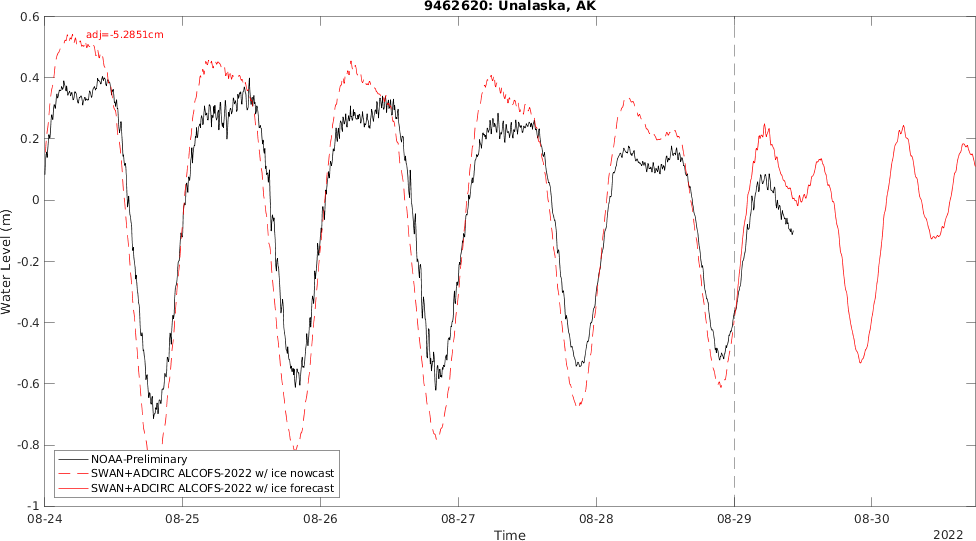 9462620: Unalaska, AK
adj=-5.2851cm
0.6
0.4
0.2
0
-0.2
-0.4
-0.6
-0.8
-1
Water Level (m)
NOAA-Preliminary
SWAN+ADCIRC ALCOFS-2022 w/ ice nowcast
SWAN+ADCIRC ALCOFS-2022 w/ ice forecast
08-24 08-25 08-26 08-27 08-28 08-29 08-30
Time
2022